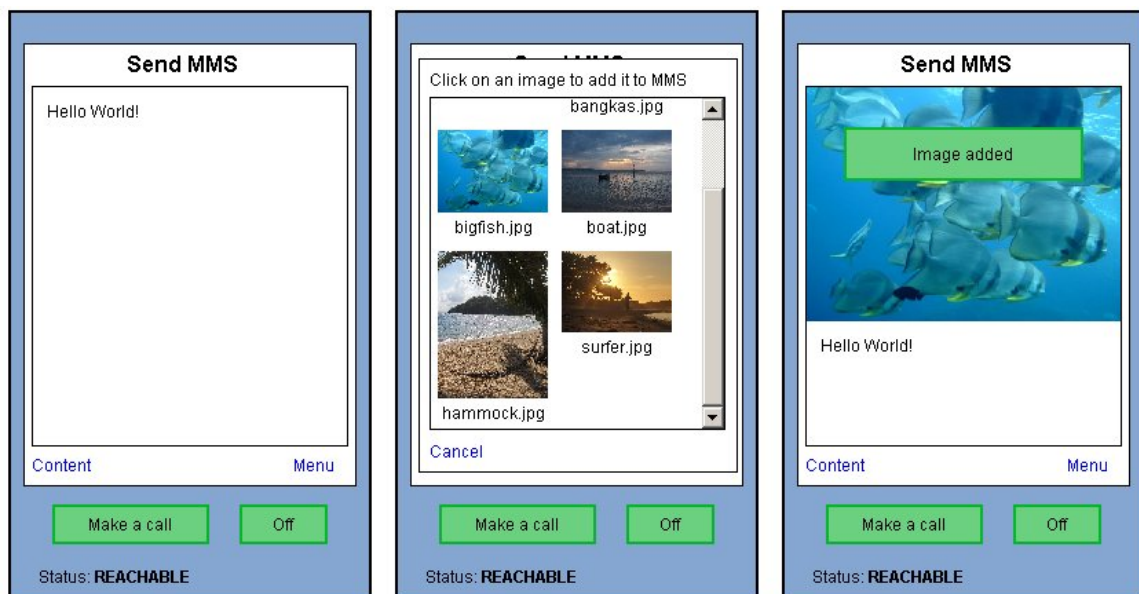 Send MMS
Hello World!
Content Menu
Make a call Off
Status: REACHABLE
Click on an image to add it to MMS
bangkas.jpg
bigfish.jpg boat.jpg
surfer.jpg
hammock.jpg
Cancel
Make a call Off
Status: REACHABLE
Send MMS
Image added
Hello World!
Content Menu
Make a call Off
Status: REACHABLE